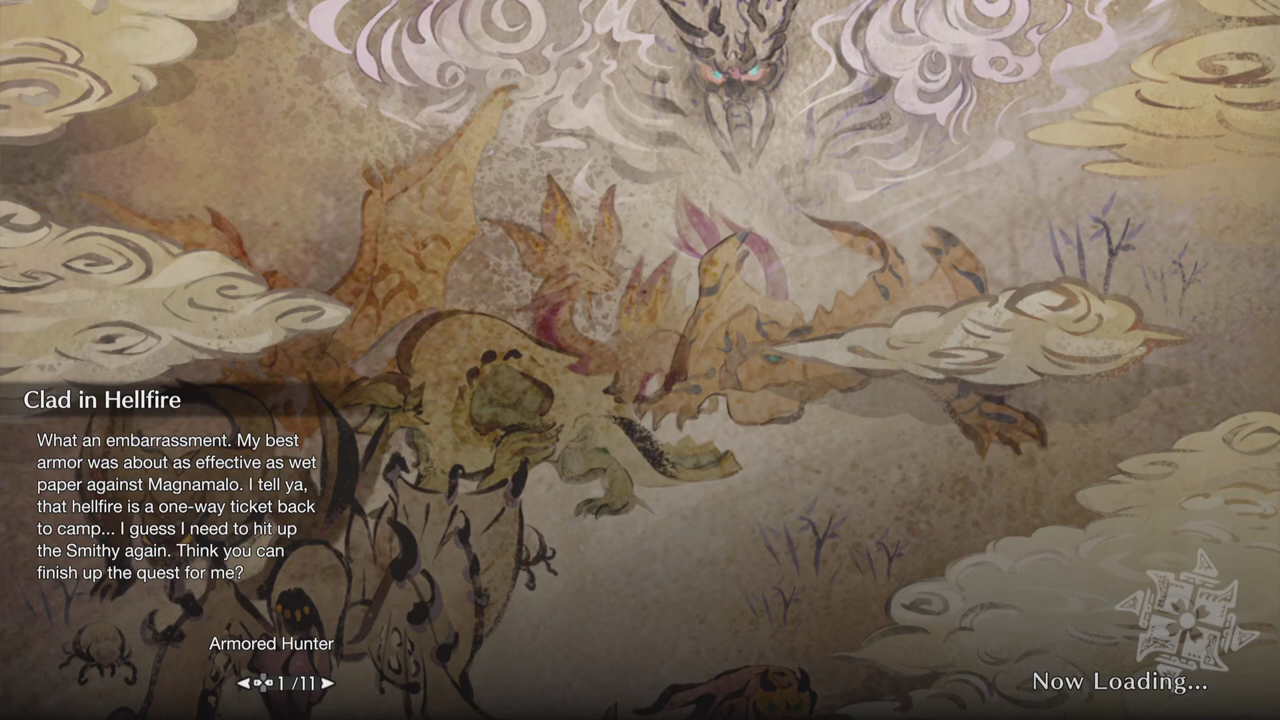 Clad in Hellfire
What an embarrassment. My best
armor was about as effective as wet
paper against Magnamalo. I tell ya,
that hellfire is a one-way ticket back
to camp... I guess I need to hit up
the Smithy again. Think you can
finish up the quest for me?
Armored Hunter
1 /11
Now Loading...